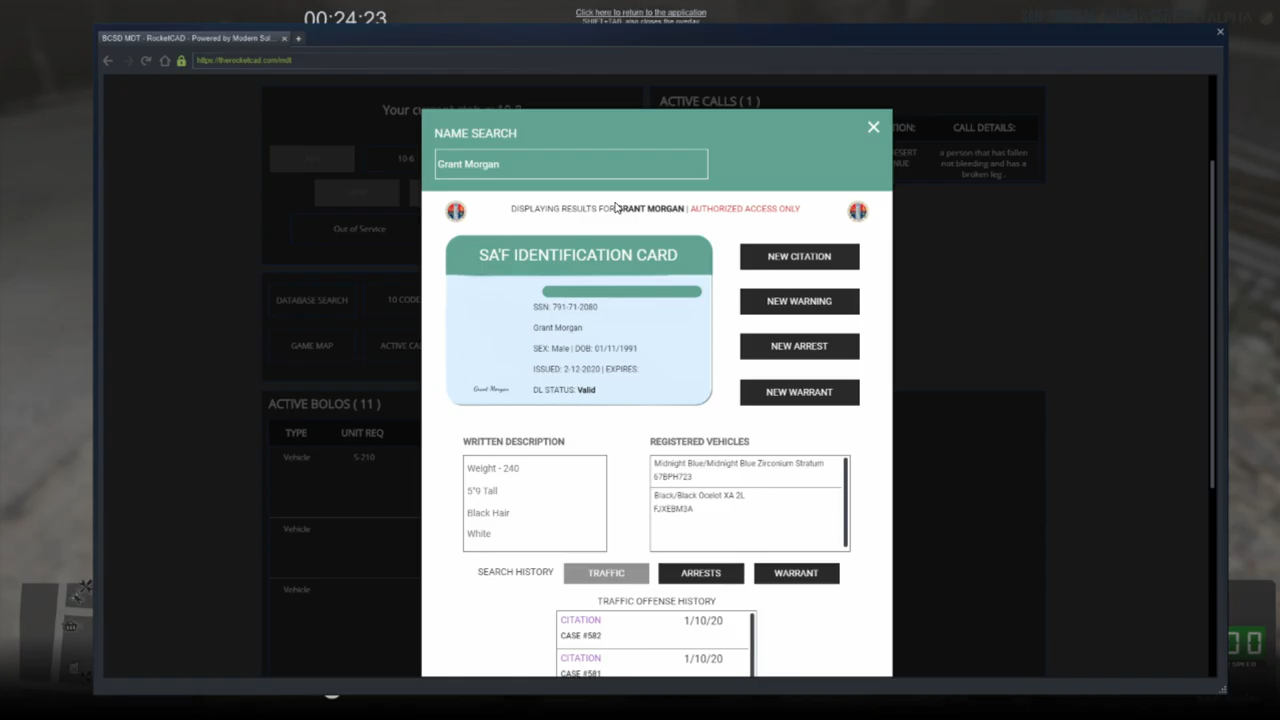 00:24:23
Click here to return to the application
SHIFT+TAB also closes the overlay
BCSD MDT - RocketCAD - Powered by Modern Sol...
https://therocketcad.com/mdt
ACTIVE CALLS ( 1 )
CALL DETAILS:
a person that has fallen
not bleeding and has a
broken leg .
10-6
Out of Service
DATABASE SEARCH
10 CODE
GAME MAP
ACTIVE CA
ACTIVE BOLOS ( 11 )
TYPE UNIT REQ
Vehicle S-210
Vehicle
Vehicle
NAME SEARCH
Grant Morgan
DISPLAYING RESULTS FOR GRANT MORGAN | AUTHORIZED ACCESS ONLY
SA'F IDENTIFICATION CARD
SSN: 791-71-2080
Grant Morgan
SEX: Male | DOB: 01/11/1991
ISSUED: 2-12-2020 | EXPIRES:
Grant Morgan
DL STATUS: Valid
NEW CITATION
NEW WARNING
NEW ARREST
NEW WARRANT
WRITTEN DESCRIPTION
Weight - 240
5"9 Tall
Black Hair
White
REGISTERED VEHICLES
Midnight Blue/Midnight Blue Zirconium Stratum
67BPH723
Black/Black Ocelot XA 2L
FJXEBM3A
SEARCH HISTORY TRAFFIC ARRESTS WARRANT
TRAFFIC OFFENSE HISTORY
CITATION 1/10/20
CASE #582
CITATION 1/10/20
CASE #581
SPEED